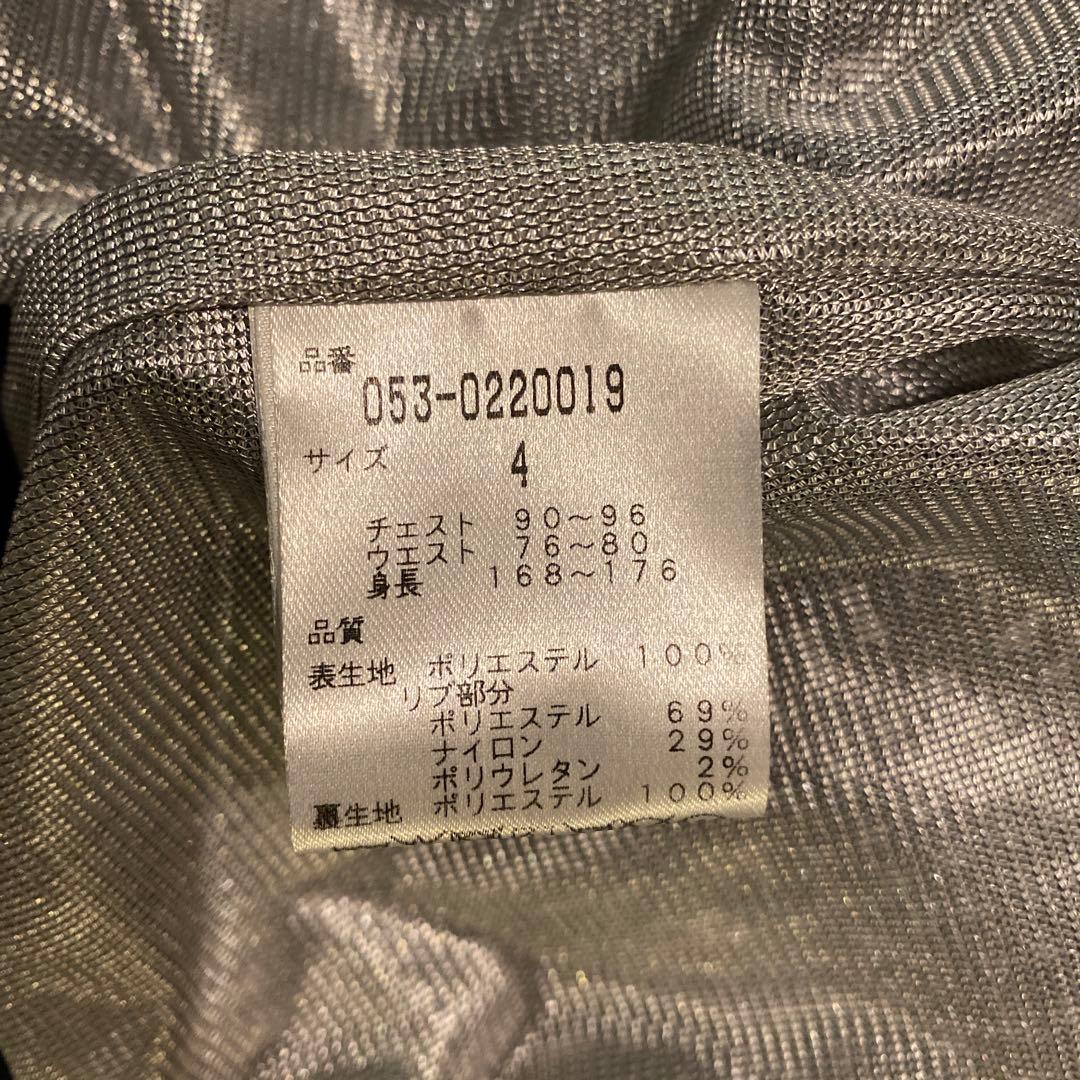 品番
053-0220019
サイズ 4
チェスト 90〜96
ウエスト 76〜80
身長 168〜176
品質
表生地 ポリエステル 100%
リブ部分
ポリエステル 69%
ナイロン 29%
ポリウレタン 2%
裏生地 ポリエステル 100%